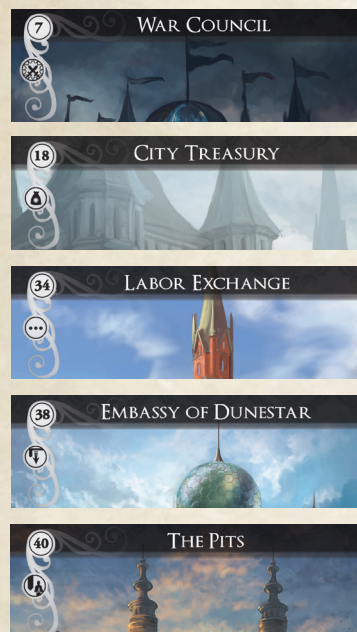 7 WAR COUNCIL
18 CITY TREASURY
34 LABOR EXCHANGE
38 EMBASSY OF DUNESTAR
40 THE PITS